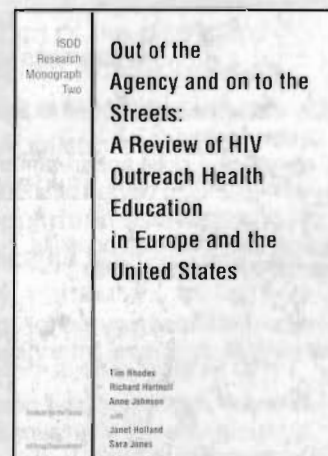 ISDD
Research
Monograph
Two
Out of the
Agency and on to the
Streets:
A Review of HIV
Outreach Health
Education
in Europe and the
United States
Tim Rhodes
Richard Hartnoll
Anne Johnson
with
Janet Holland
Sara Jones